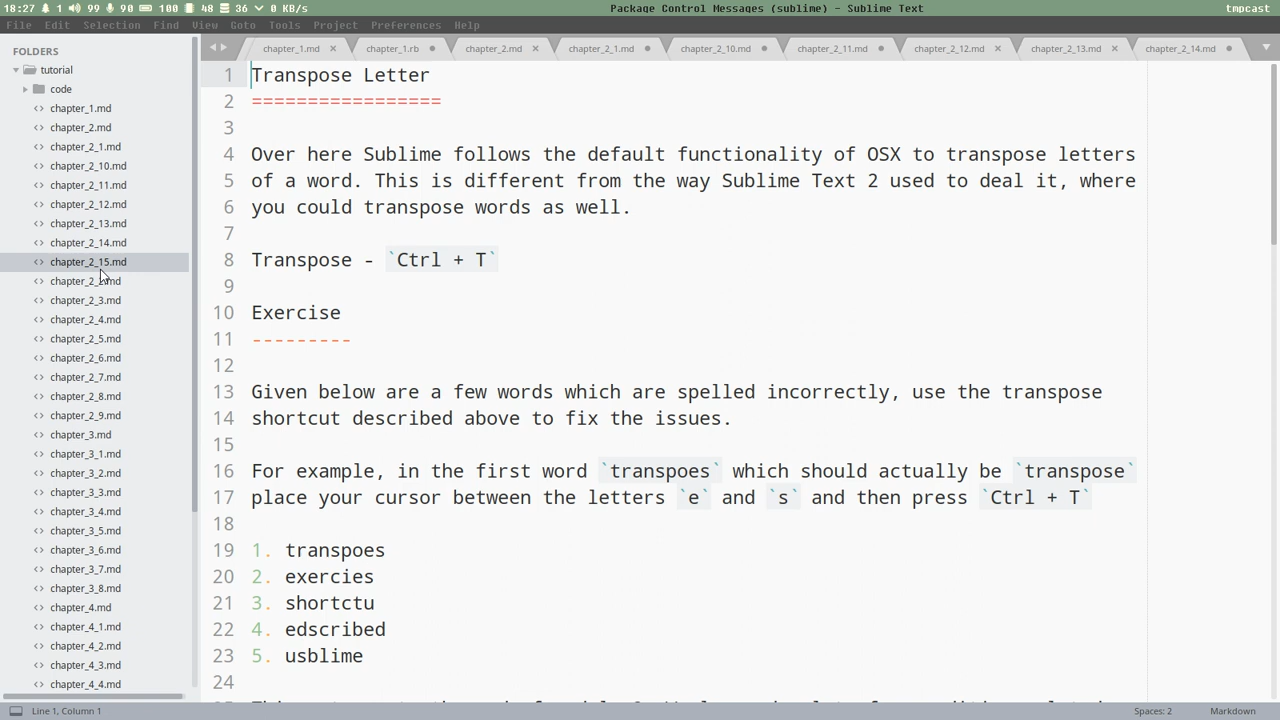 18:27 1 99 90 100 48 36 0 KB/s
Package Control Messages (sublime) - Sublime Text
tmpcast
File Edit Selection Find View Goto Tools Project Preferences Help
FOLDERS
tutorial
code
chapter_1.md
chapter_2.md
chapter_2_1.md
chapter_2_10.md
chapter_2_11.md
chapter_2_12.md
chapter_2_13.md
chapter_2_14.md
chapter_2_15.md
chapter_3.md
chapter_2_3.md
chapter_2_4.md
chapter_2_5.md
chapter_2_6.md
chapter_2_7.md
chapter_2_8.md
chapter_2_9.md
chapter_3.md
chapter_3_1.md
chapter_3_2.md
chapter_3_3.md
chapter_3_4.md
chapter_3_5.md
chapter_3_6.md
chapter_3_7.md
chapter_3_8.md
chapter_4.md
chapter_4_1.md
chapter_4_2.md
chapter_4_3.md
chapter_4_4.md
chapter_1.md chapter_1.rb chapter_2.md chapter_2_1.md chapter_2_10.md chapter_2_11.md chapter_2_12.md chapter_2_13.md chapter_2_14.md
1 Transpose Letter
2 =================
3
4 Over here Sublime follows the default functionality of OSX to transpose letters
5 of a word. This is different from the way Sublime Text 2 used to deal it, where
6 you could transpose words as well.
7
8 Transpose - `Ctrl + T`
9
10 Exercise
11 ---------
12
13 Given below are a few words which are spelled incorrectly, use the transpose
14 shortcut described above to fix the issues.
15
16 For example, in the first word `transpoes` which should actually be `transpose`
17 place your cursor between the letters `e` and `s` and then press `Ctrl + T`
18
19 1. transpoes
20 2. exercies
21 3. shortctu
22 4. edscribed
23 5. usblime
24
Line 1, Column 1
Spaces: 2
Markdown